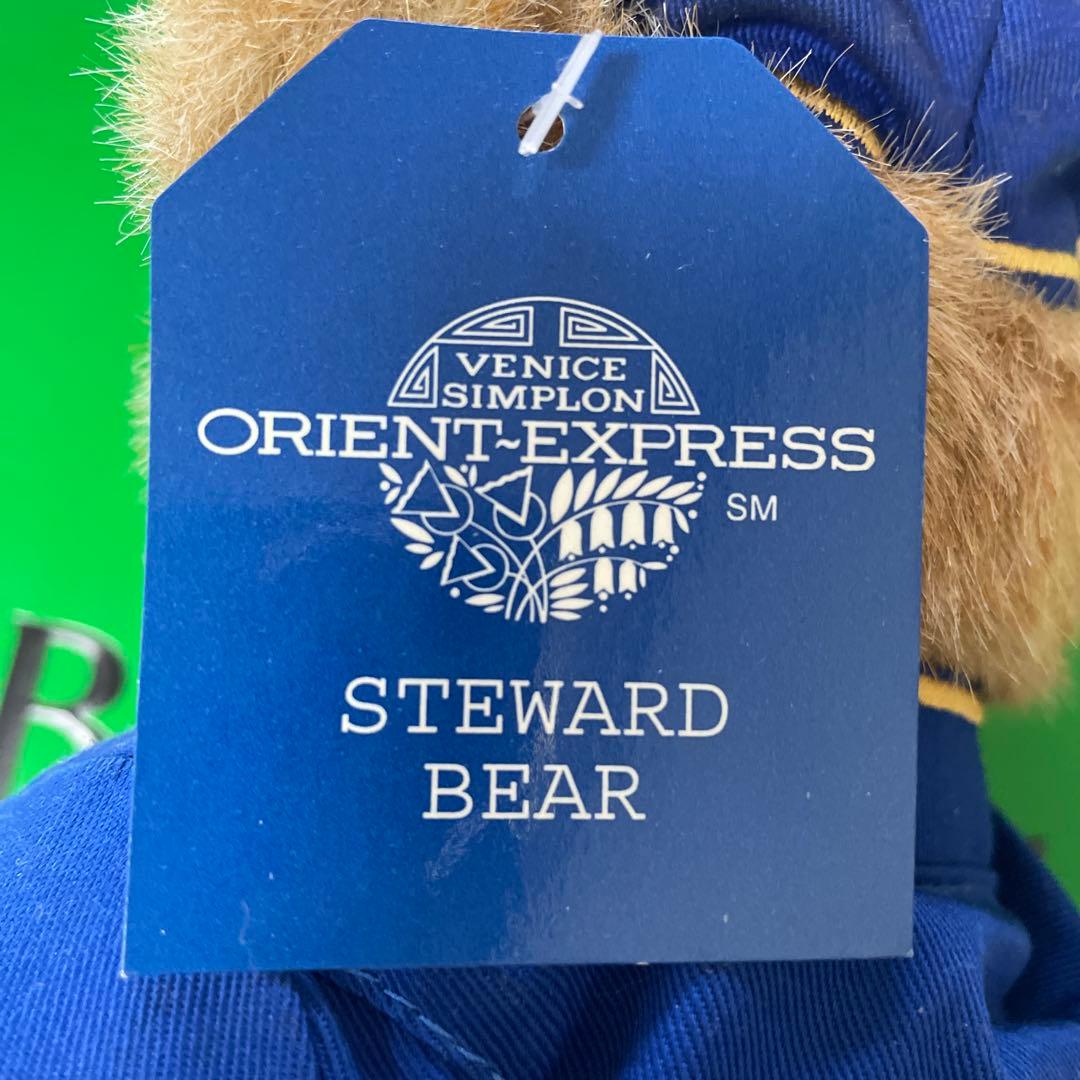 VENICE
SIMPLON
ORIENT~EXPRESS
SM
STEWARD
BEAR
R